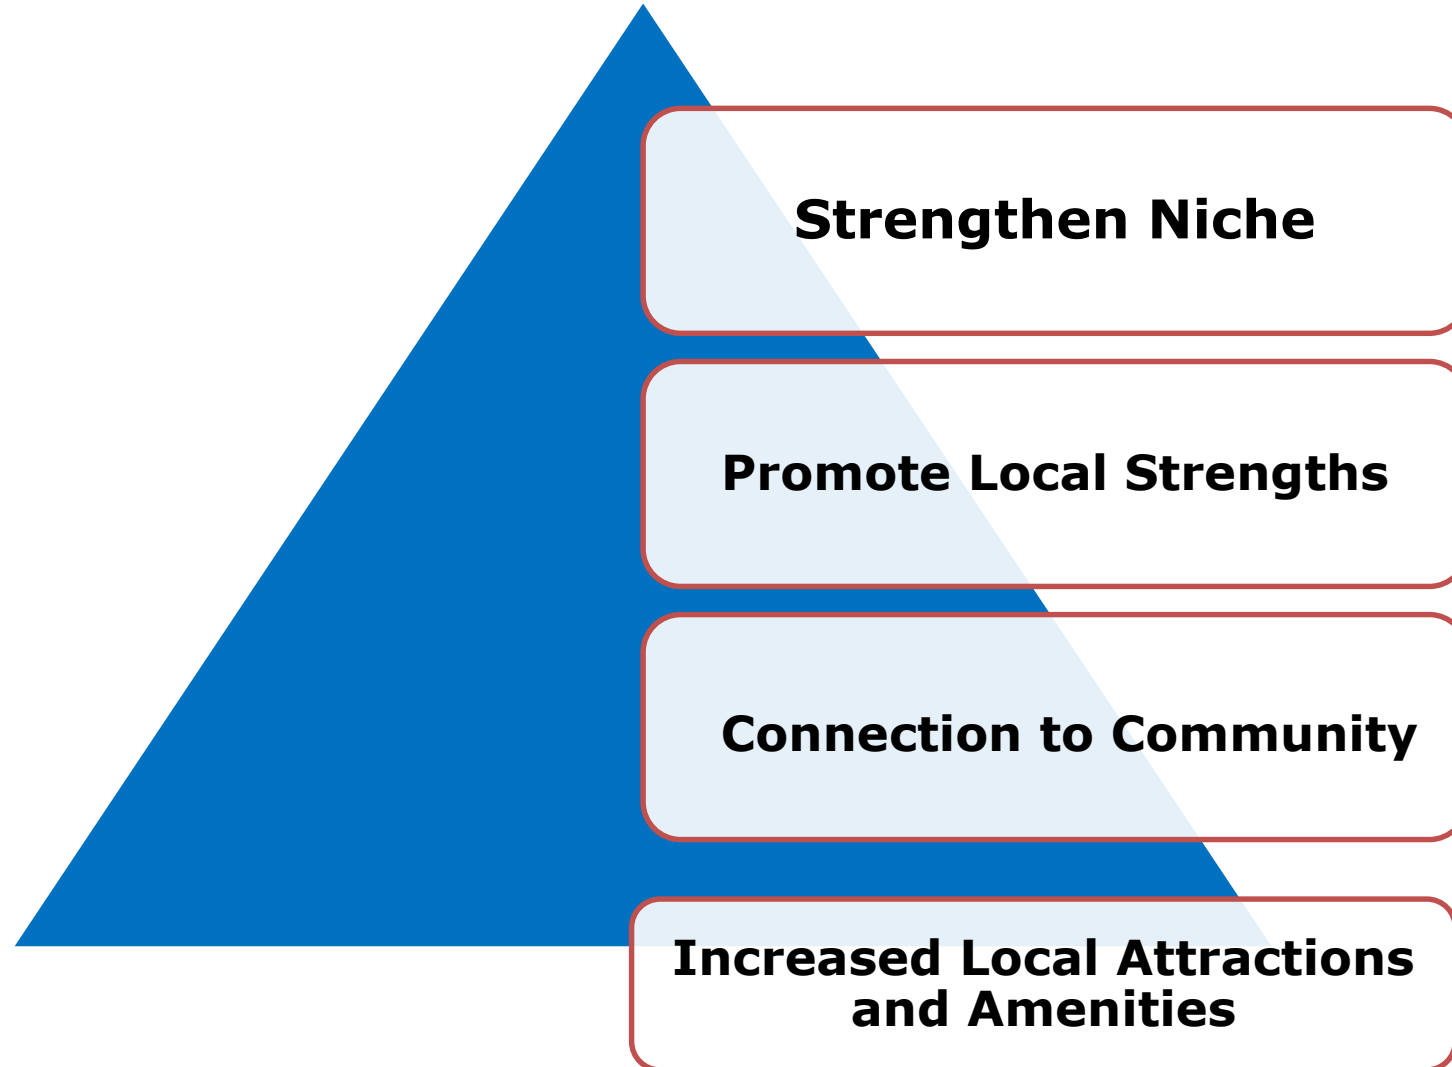 Strengthen Niche
Promote Local Strengths
Connection to Community
Increased Local Attractions
and Amenities